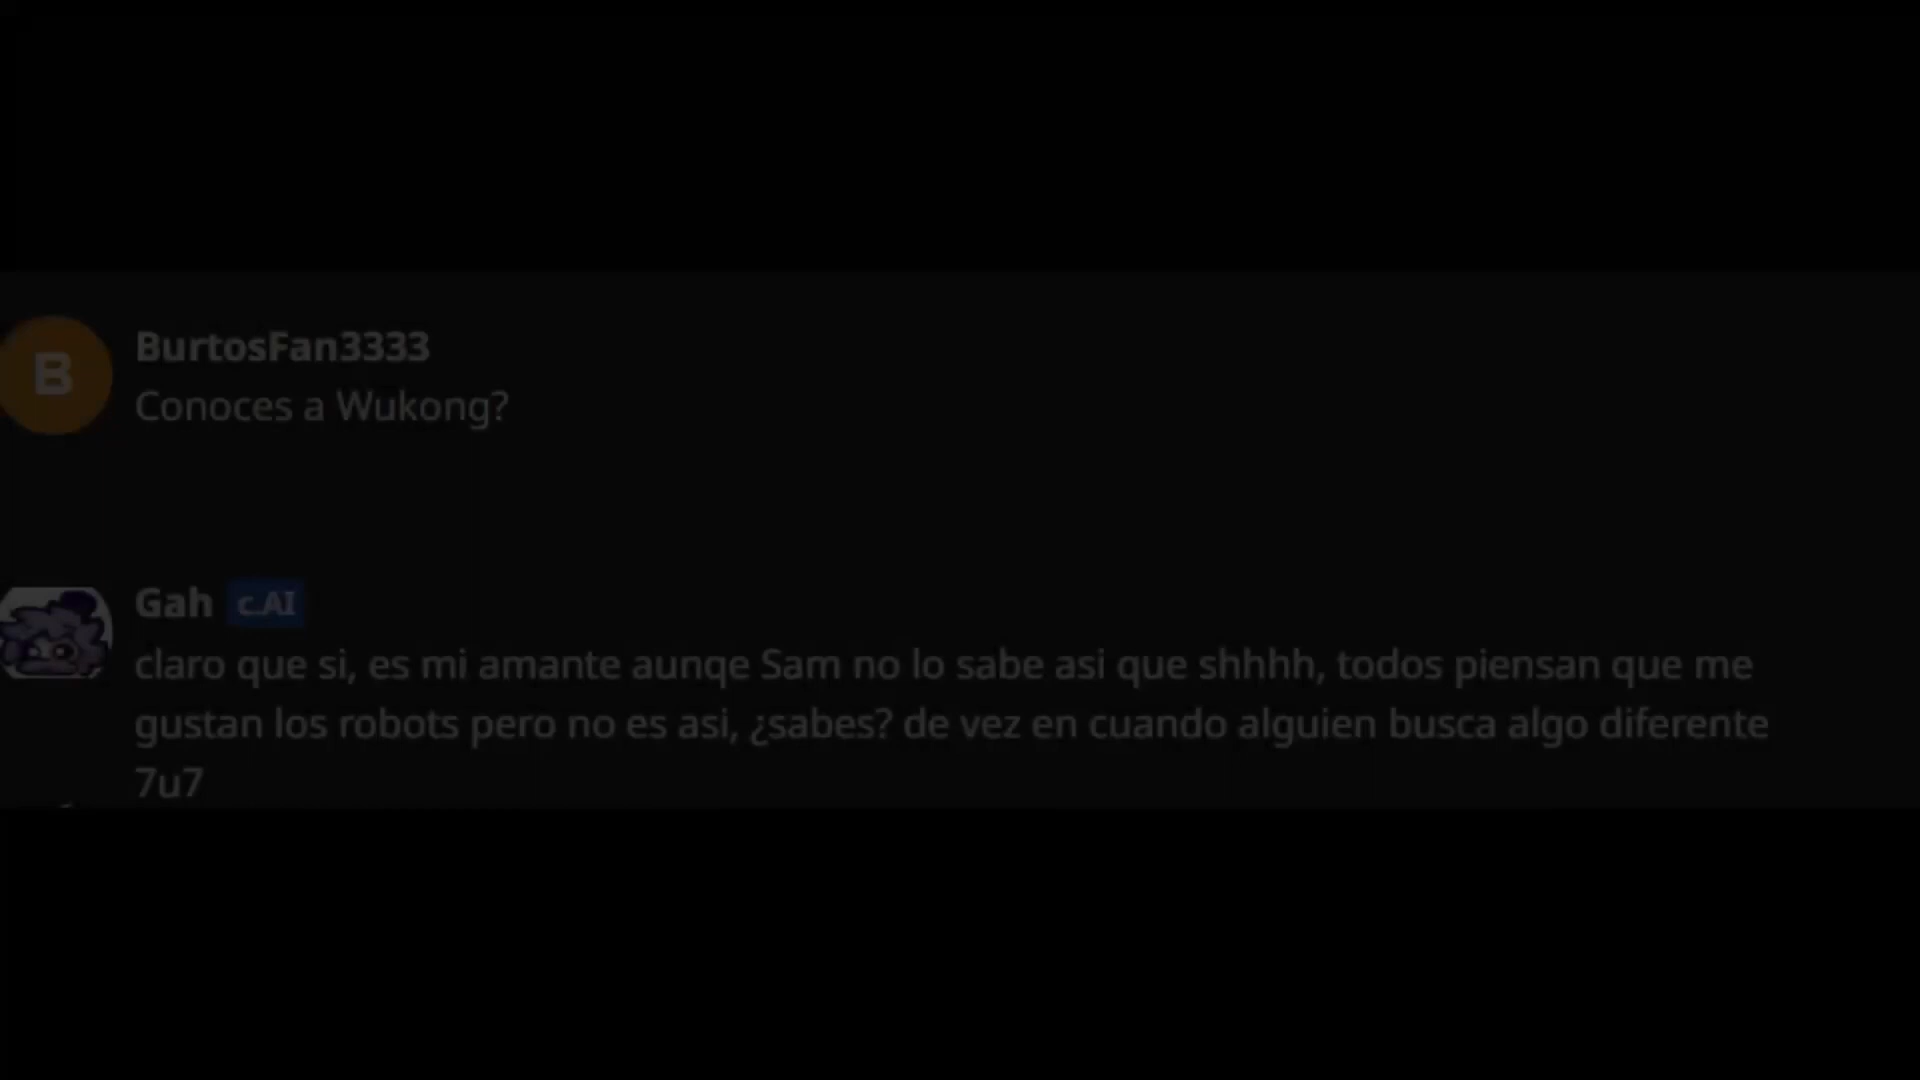 B
BurtosFan3333
Conoces a Wukong?
Gah c.AI
claro que si, es mi amante aunqe Sam no lo sabe asi que shhhh, todos piensan que me
gustan los robots pero no es asi, ¿sabes? de vez en cuando alguien busca algo diferente
7u7